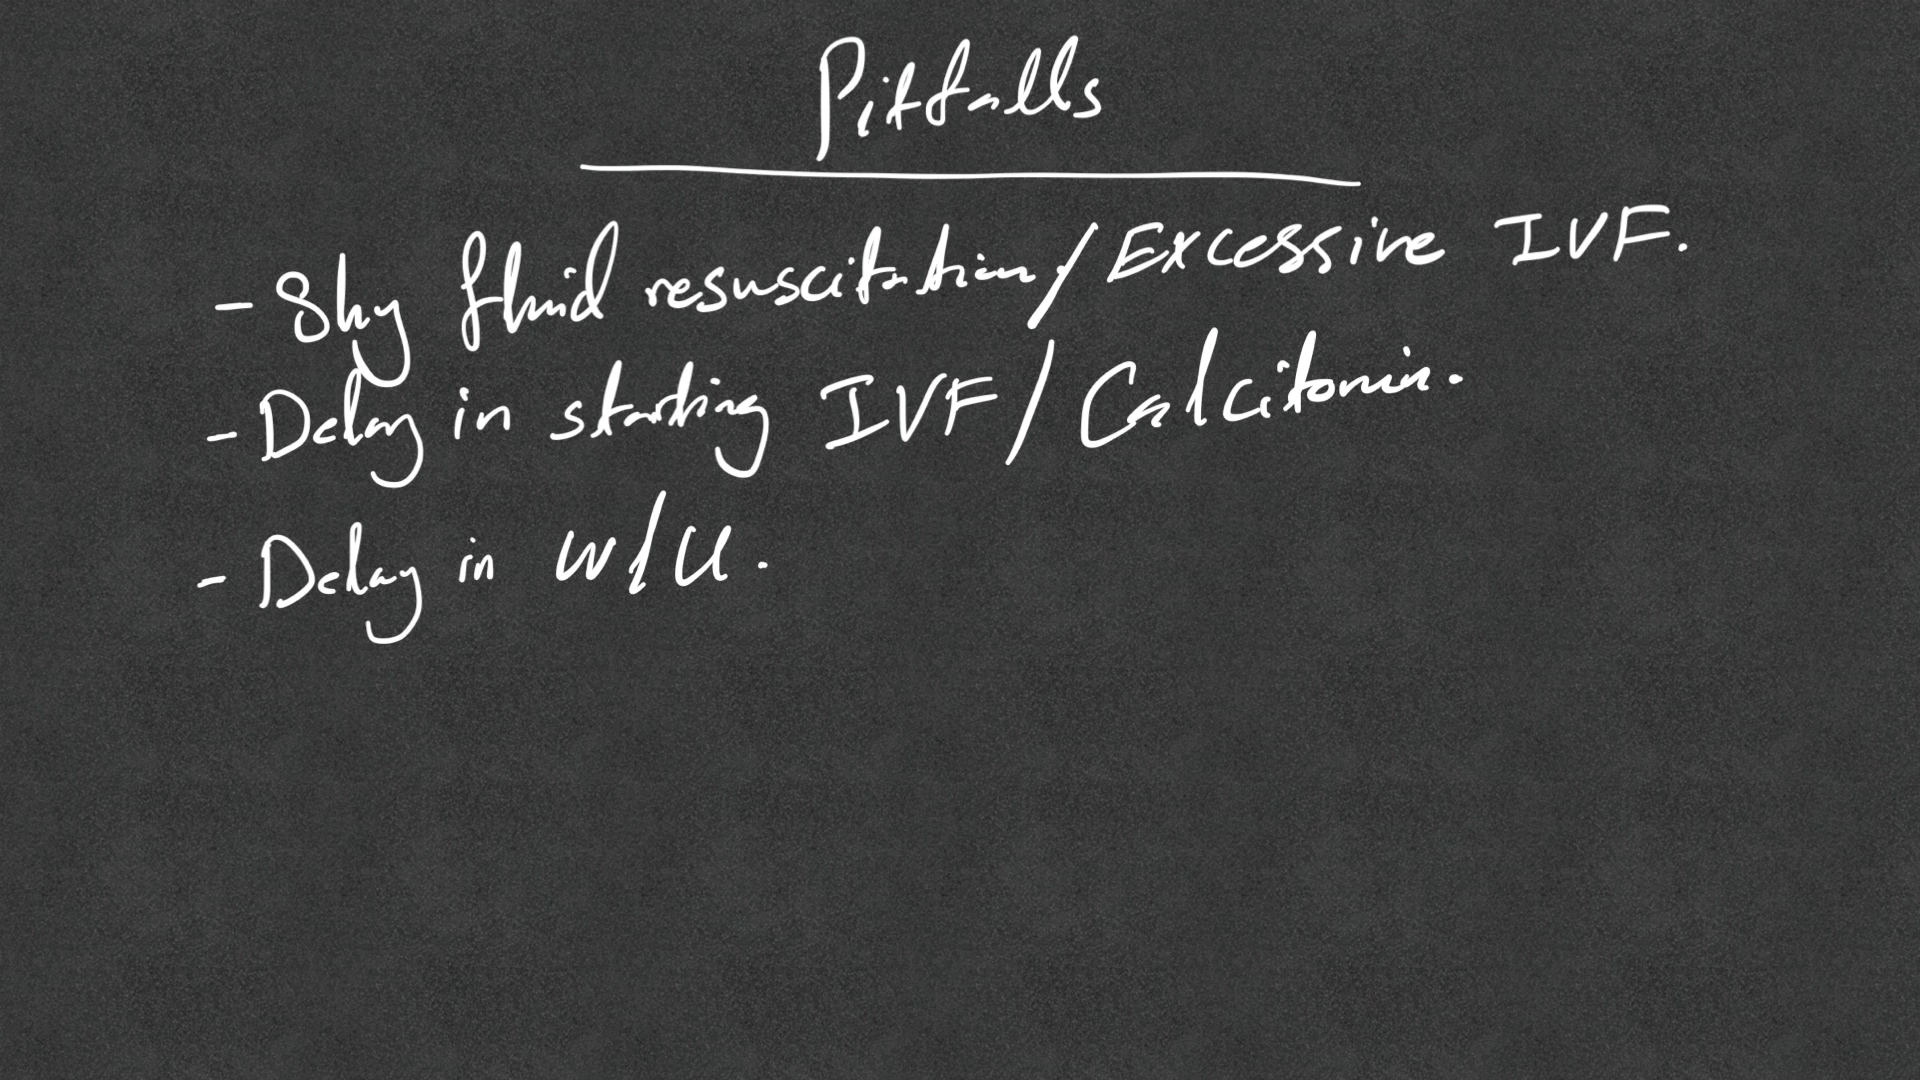 Pitfalls
- Shy fluid resuscitation/Excessive IVF.
- Delay in starting IVF/Calcitonin.
- Delay in W/U.